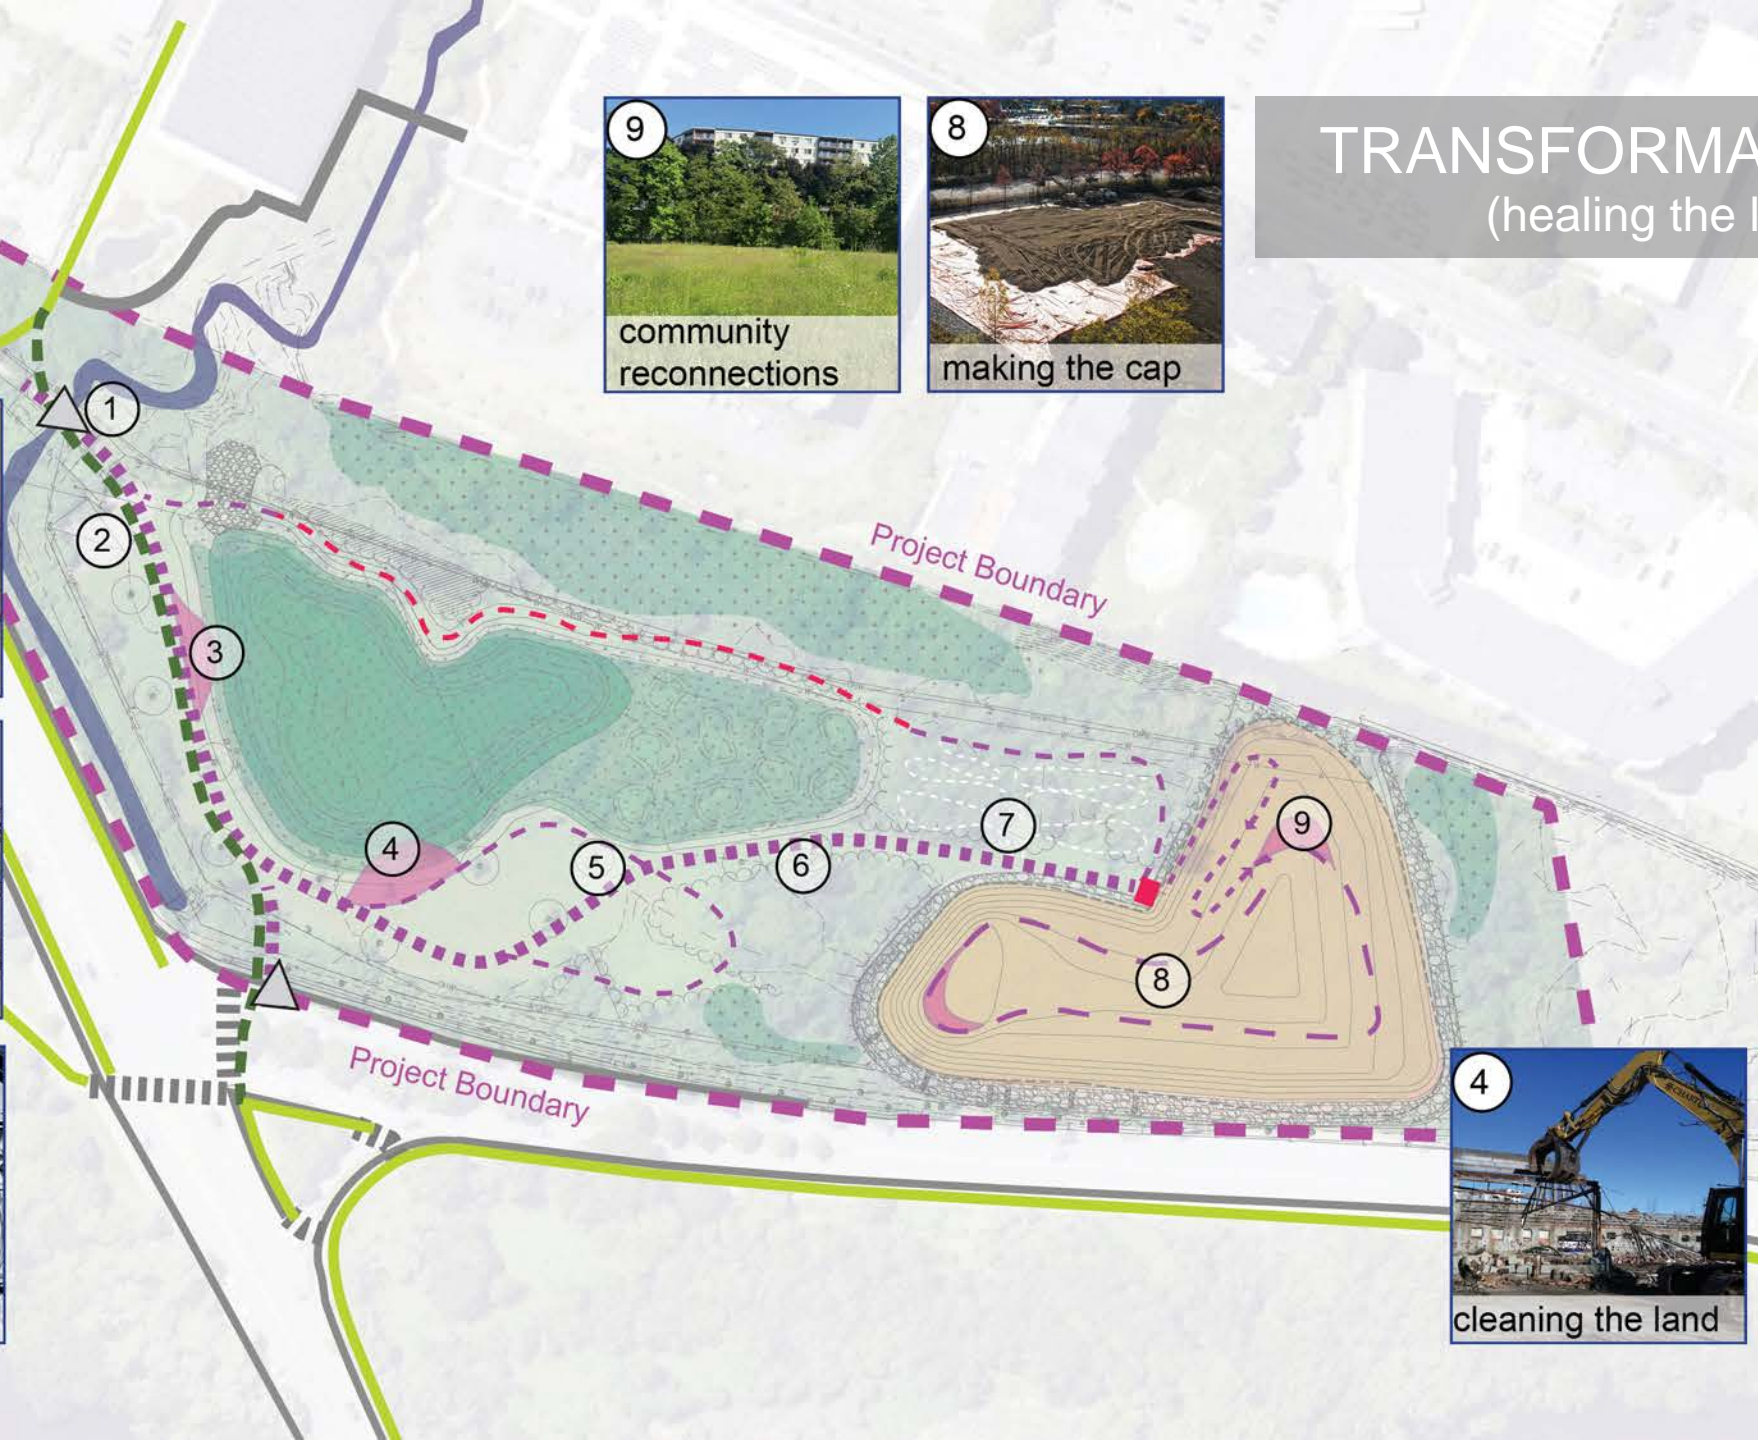 9
community
reconnections
8
making the cap
TRANSFORMA
(healing the l
1
2
Project Boundary
3
4
5
6
7
9
8
Project Boundary
4
cleaning the land